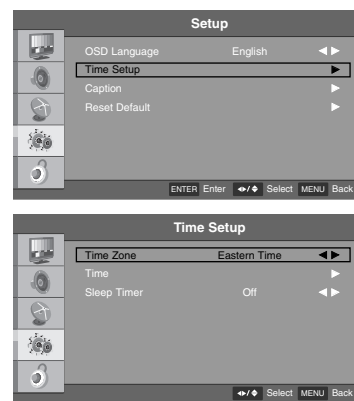 Setup
OSD Language English ◀ ▶
Time Setup ▶
Caption ▶
Reset Default ▶
ENTER Enter ◂▸/♦ Select MENU Back
Time Setup
Time Zone Eastern Time ◀ ▶
Time ▶
Sleep Timer Off ◀ ▶
◂▸/♦ Select MENU Back